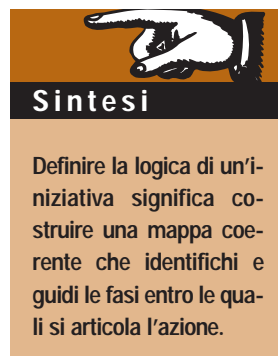 Sintesi
Definire la logica di un'i-
niziativa significa co-
struire una mappa coe-
rente che identifichi e
guidi le fasi entro le qua-
li si articola l'azione.